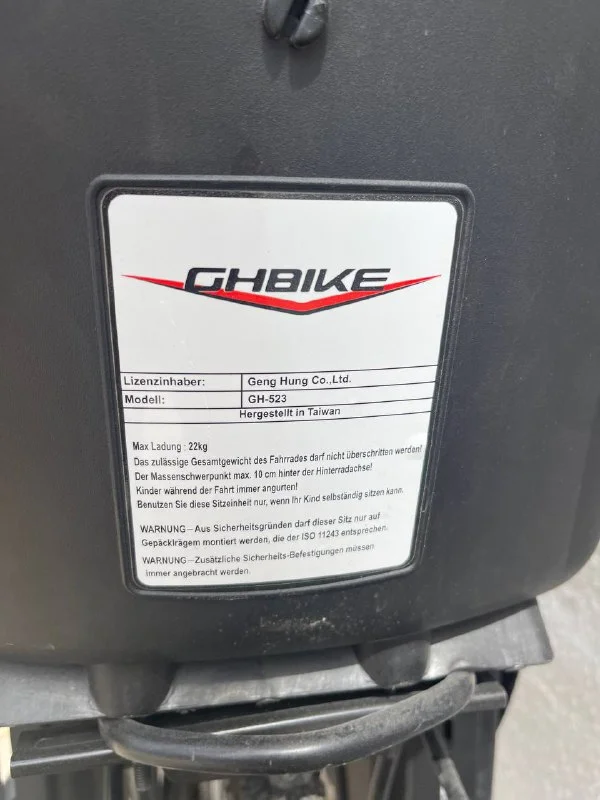 GHBIKE
Lizenzinhaber: Geng Hung Co.,Ltd.
Modell: GH-523
Hergestellt in Taiwan
Max Ladung : 22kg
Das zulässige Gesamtgewicht des Fahrrades darf nicht überschritten werden!
Der Massenschwerpunkt max. 10 cm hinter der Hinterradachse!
Kinder während der Fahrt immer angurten!
Benutzen Sie diese Sitzeinheit nur, wenn Ihr Kind selbständig sitzen kann.
WARNUNG—Aus Sicherheitsgründen darf dieser Sitz nur auf
Gepäcklrägem montiert werden, die der ISO 11243 entsprechen.
WARNUNG—Zusätzliche Sicherheits-Befestigungen müssen
immer angebracht werden.